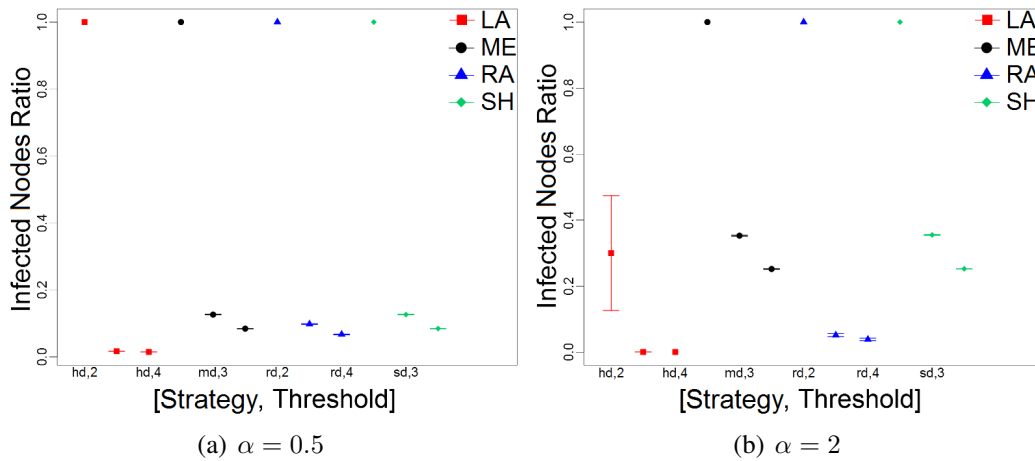 Infected Nodes Ratio
1.0
0.8
0.6
0.4
0.2
0.0
LA
ME
RA
SH
hd,2 hd,4 md,3 rd,2 rd,4 sd,3
[Strategy, Threshold]
(a) α = 0.5
Infected Nodes Ratio
1.0
0.8
0.6
0.4
0.2
0.0
LA
ME
RA
SH
hd,2 hd,4 md,3 rd,2 rd,4 sd,3
[Strategy, Threshold]
(b) α = 2